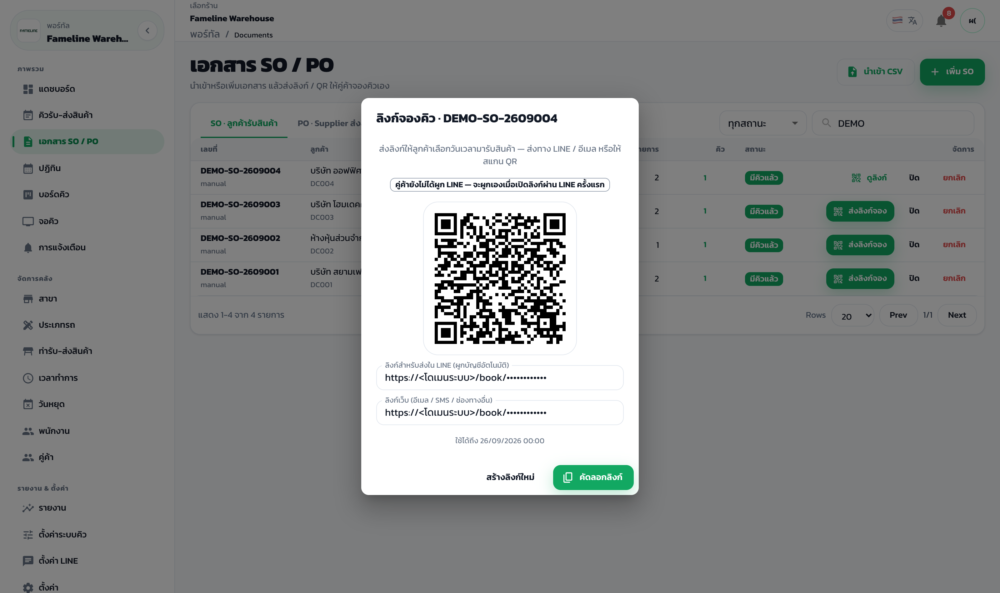 FAMELINE
พอร์ทัล
Fameline Wareh...
ภาพรวม
แดชบอร์ด
คิวรับ-ส่งสินค้า
เอกสาร SO / PO
ปฏิทิน
บอร์ดคิว
จอคิว
การแจ้งเตือน
จัดการคลัง
สาขา
ประเภทรถ
ท่ารับ-ส่งสินค้า
เวลาทำการ
วันหยุด
พนักงาน
คู่ค้า
รายงาน & ตั้งค่า
รายงาน
ตั้งค่าระบบคิว
ตั้งค่า LINE
ตั้งค่า
เลือกร้าน
Fameline Warehouse
พอร์ทัล / Documents
8
ผ(
เอกสาร SO / PO
นำเข้าหรือเพิ่มเอกสาร แล้วส่งลิงก์ / QR ให้คู่ค้าจองคิวเอง
นำเข้า CSV
+ เพิ่ม SO
SO · ลูกค้ารับสินค้า
PO · Supplier ส่ง
ทุกสถานะ
DEMO
เลขที่ ลูกค้า ายการ คิว สถานะ จัดการ
DEMO-SO-2609004 บริษัท ออฟฟิศ 2 1 มีคิวแล้ว ดูลิงก์ ปิด ยกเลิก
manual DC004
DEMO-SO-2609003 บริษัท โฮมเดค 2 1 มีคิวแล้ว ส่งลิงก์จอง ปิด ยกเลิก
manual DC003
DEMO-SO-2609002 ห้างหุ้นส่วนจำ 1 1 มีคิวแล้ว ส่งลิงก์จอง ปิด ยกเลิก
manual DC002
DEMO-SO-2609001 บริษัท สยามเฟ 2 1 มีคิวแล้ว ส่งลิงก์จอง ปิด ยกเลิก
manual DC001
แสดง 1-4 จาก 4 รายการ
Rows 20 Prev 1/1 Next
ลิงก์จองคิว · DEMO-SO-2609004
ส่งลิงก์ให้ลูกค้าเลือกวันเวลามารับสินค้า — ส่งทาง LINE / อีเมล หรือให้
สแกน QR
คู่ค้ายังไม่ได้ผูก LINE — จะผูกเองเมื่อเปิดลิงก์ผ่าน LINE ครั้งแรก
ลิงก์สำหรับส่งใน LINE (ผูกบัญชีอัตโนมัติ)
https://<โดเมนระบบ>/book/••••••••••••
ลิงก์เว็บ (อีเมล / SMS / ช่องทางอื่น)
https://<โดเมนระบบ>/book/••••••••••••
ใช้ได้ถึง 26/09/2026 00:00
สร้างลิงก์ใหม่
คัดลอกลิงก์